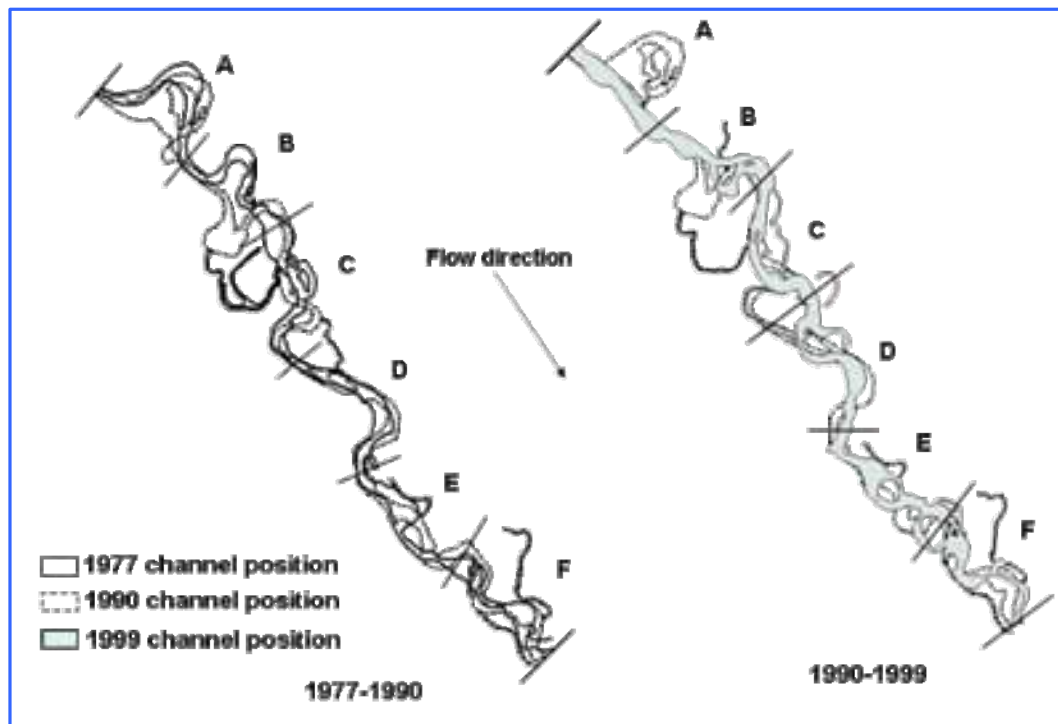 A
B
C
D
E
F
A
B
C
D
E
F
Flow direction
1977 channel position
1990 channel position
1999 channel position
1977-1990
1990-1999